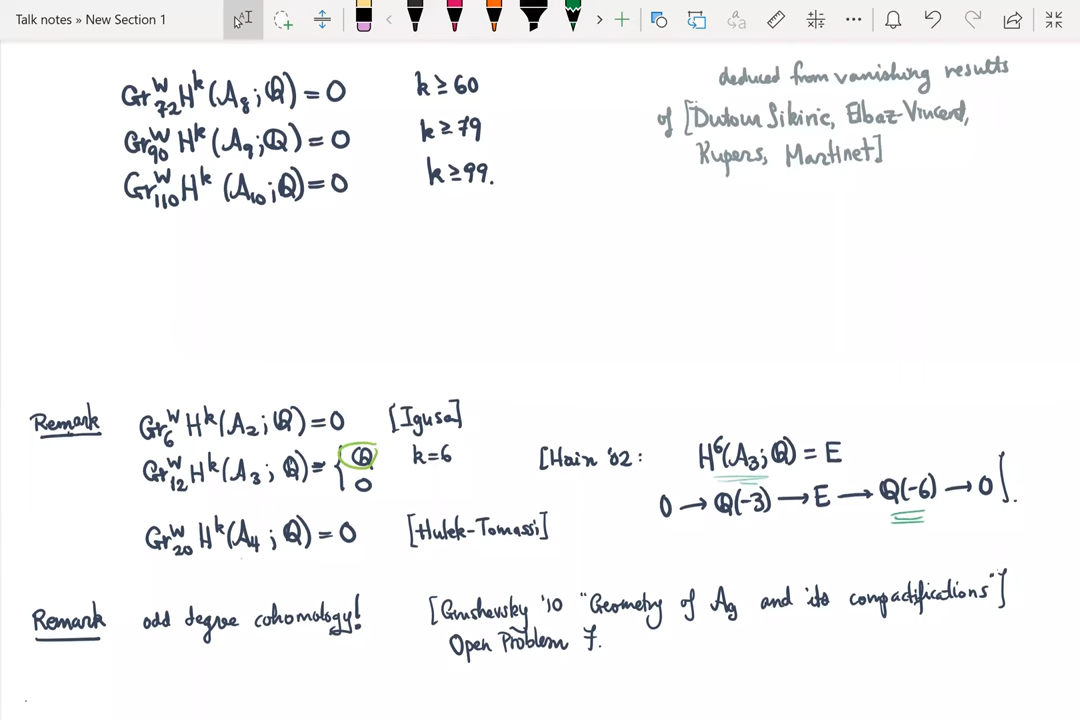 Talk notes » New Section 1
Gr^W_72 H^k(A_8; ℚ) = 0 k ≥ 60
Gr^W_90 H^k(A_9; ℚ) = 0 k ≥ 79
Gr^W_110 H^k(A_10; ℚ) = 0 k ≥ 99.
deduced from vanishing results
of [Dutour Sikiric, Elbaz-Vincent,
Kupers, Martinet]
Remark Gr^W_6 H^k(A_2; ℚ) = 0 [Igusa]
Gr^W_12 H^k(A_3; ℚ) = { ℚ k=6
0
[Hain '02: H^6(A_3; ℚ) = E
0 → ℚ(-3) → E → ℚ(-6) → 0].
Gr^W_20 H^k(A_4; ℚ) = 0 [Hulek-Tommasi]
Remark odd degree cohomology! [Grushevsky '10 "Geometry of A_g and its compactifications"]
Open Problem 7.